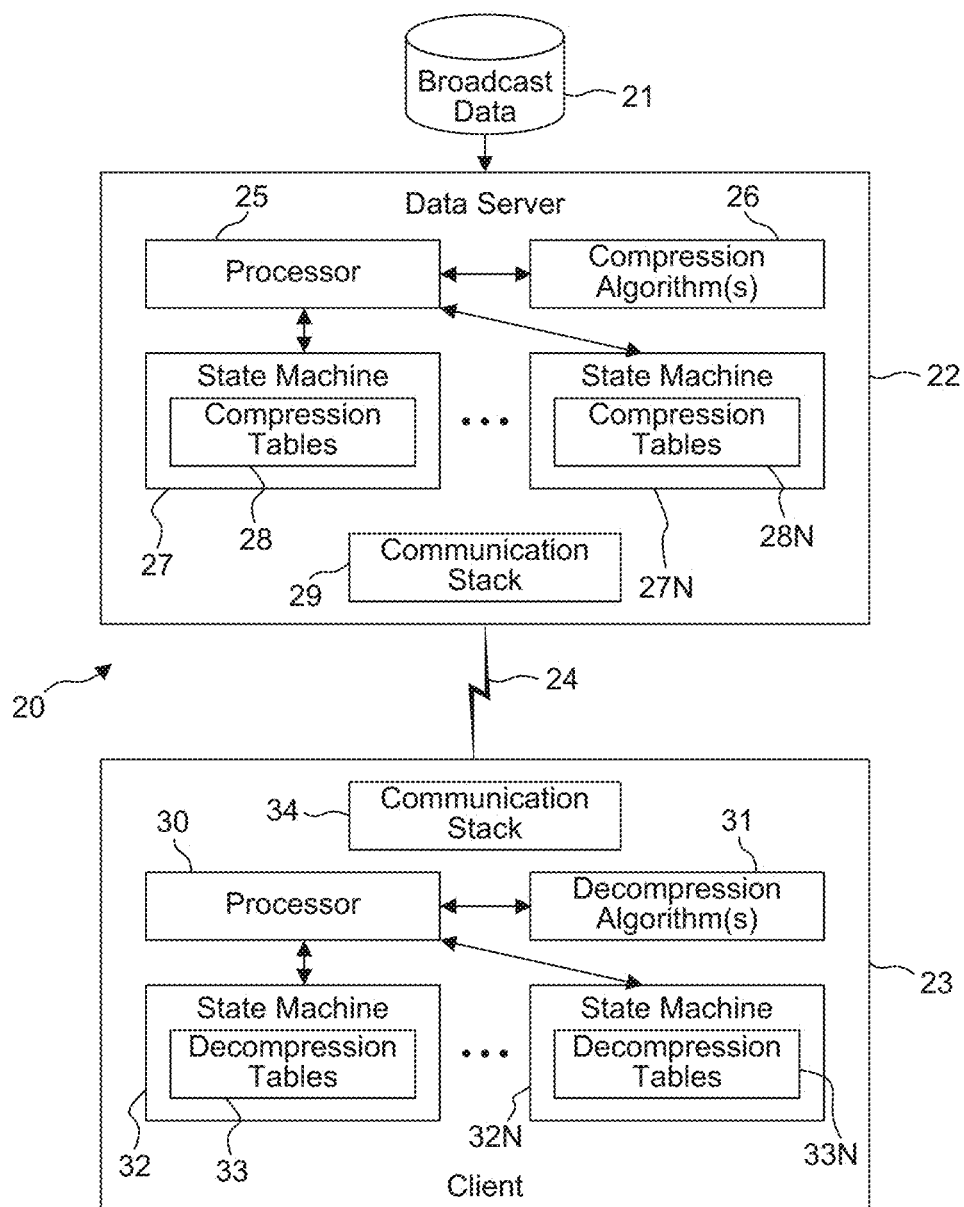 Broadcast
Data
21
Data Server
25
26
Processor
Compression
Algorithm(s)
State Machine
Compression
Tables
State Machine
Compression
Tables
22
27
28
28N
27N
Communication
Stack
29
20
24
Communication
Stack
34
30
31
Processor
Decompression
Algorithm(s)
State Machine
Decompression
Tables
State Machine
Decompression
Tables
23
32
33
32N
33N
Client